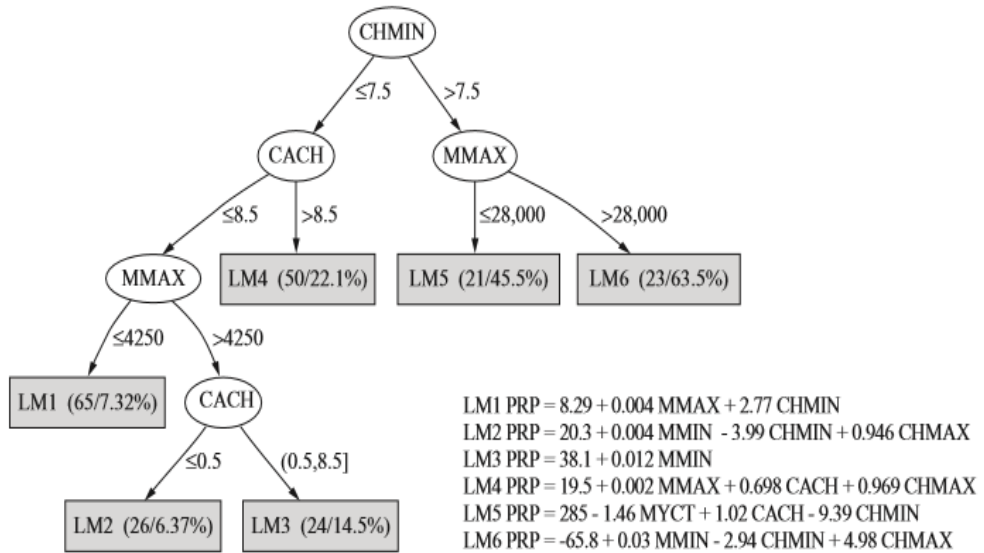 CHMIN
≤7.5 >7.5
CACH MMAX
≤8.5 >8.5 ≤28,000 >28,000
MMAX LM4 (50/22.1%) LM5 (21/45.5%) LM6 (23/63.5%)
≤4250 >4250
LM1 (65/7.32%) CACH
≤0.5 (0.5,8.5]
LM2 (26/6.37%) LM3 (24/14.5%)
LM1 PRP = 8.29 + 0.004 MMAX + 2.77 CHMIN
LM2 PRP = 20.3 + 0.004 MMIN - 3.99 CHMIN + 0.946 CHMAX
LM3 PRP = 38.1 + 0.012 MMIN
LM4 PRP = 19.5 + 0.002 MMAX + 0.698 CACH + 0.969 CHMAX
LM5 PRP = 285 - 1.46 MYCT + 1.02 CACH - 9.39 CHMIN
LM6 PRP = -65.8 + 0.03 MMIN - 2.94 CHMIN + 4.98 CHMAX